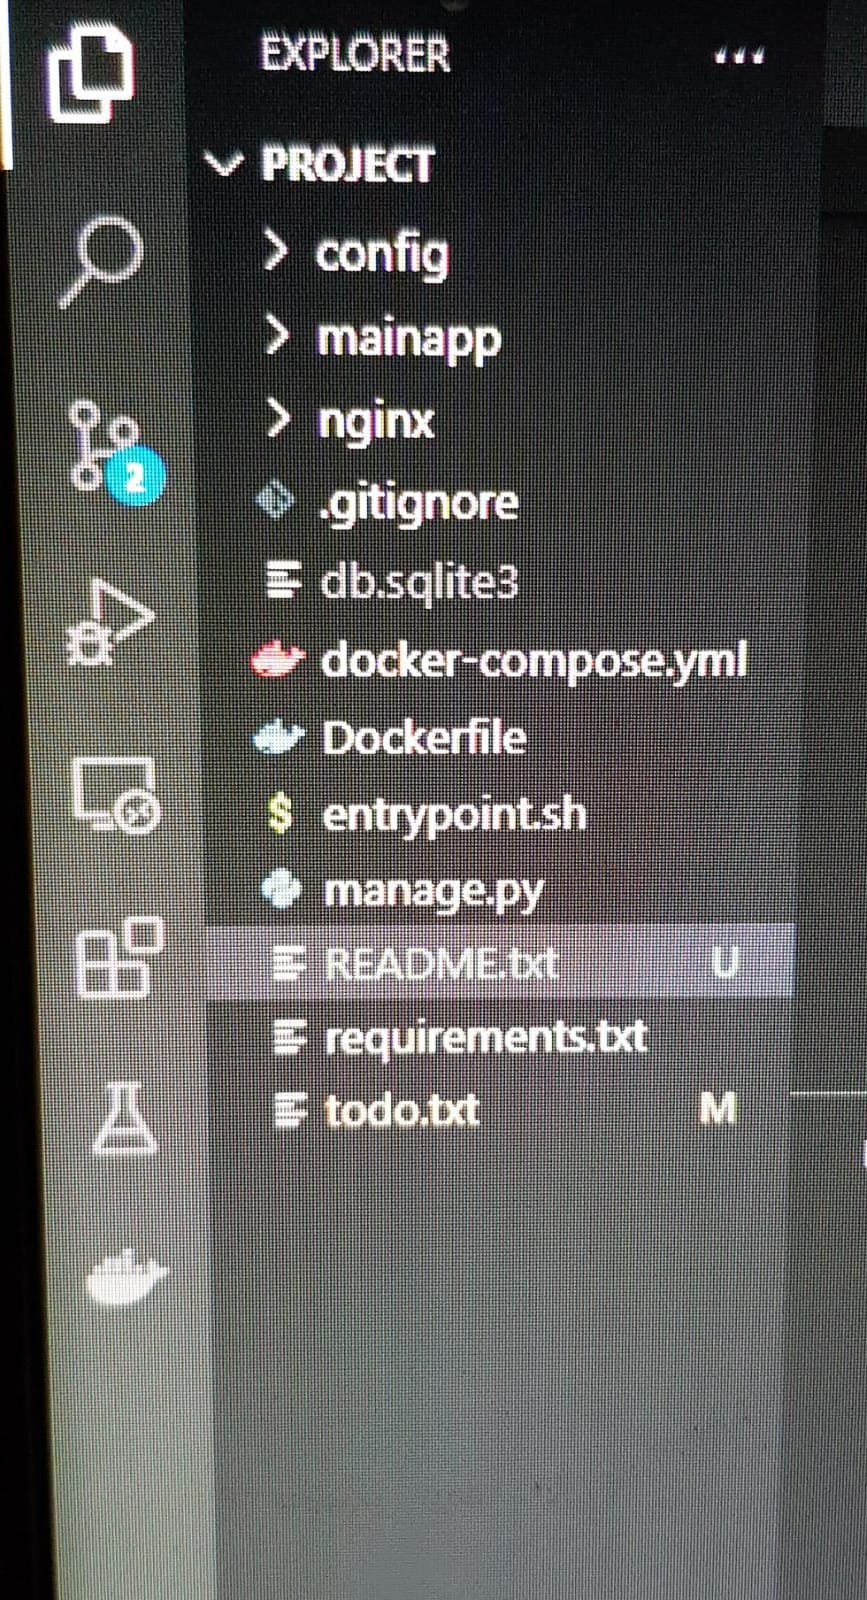 EXPLORER ...
PROJECT
config
mainapp
nginx
2
.gitignore
db.sqlite3
docker-compose.yml
Dockerfile
$ entrypoint.sh
manage.py
README.txt U
requirements.txt
todo.txt M